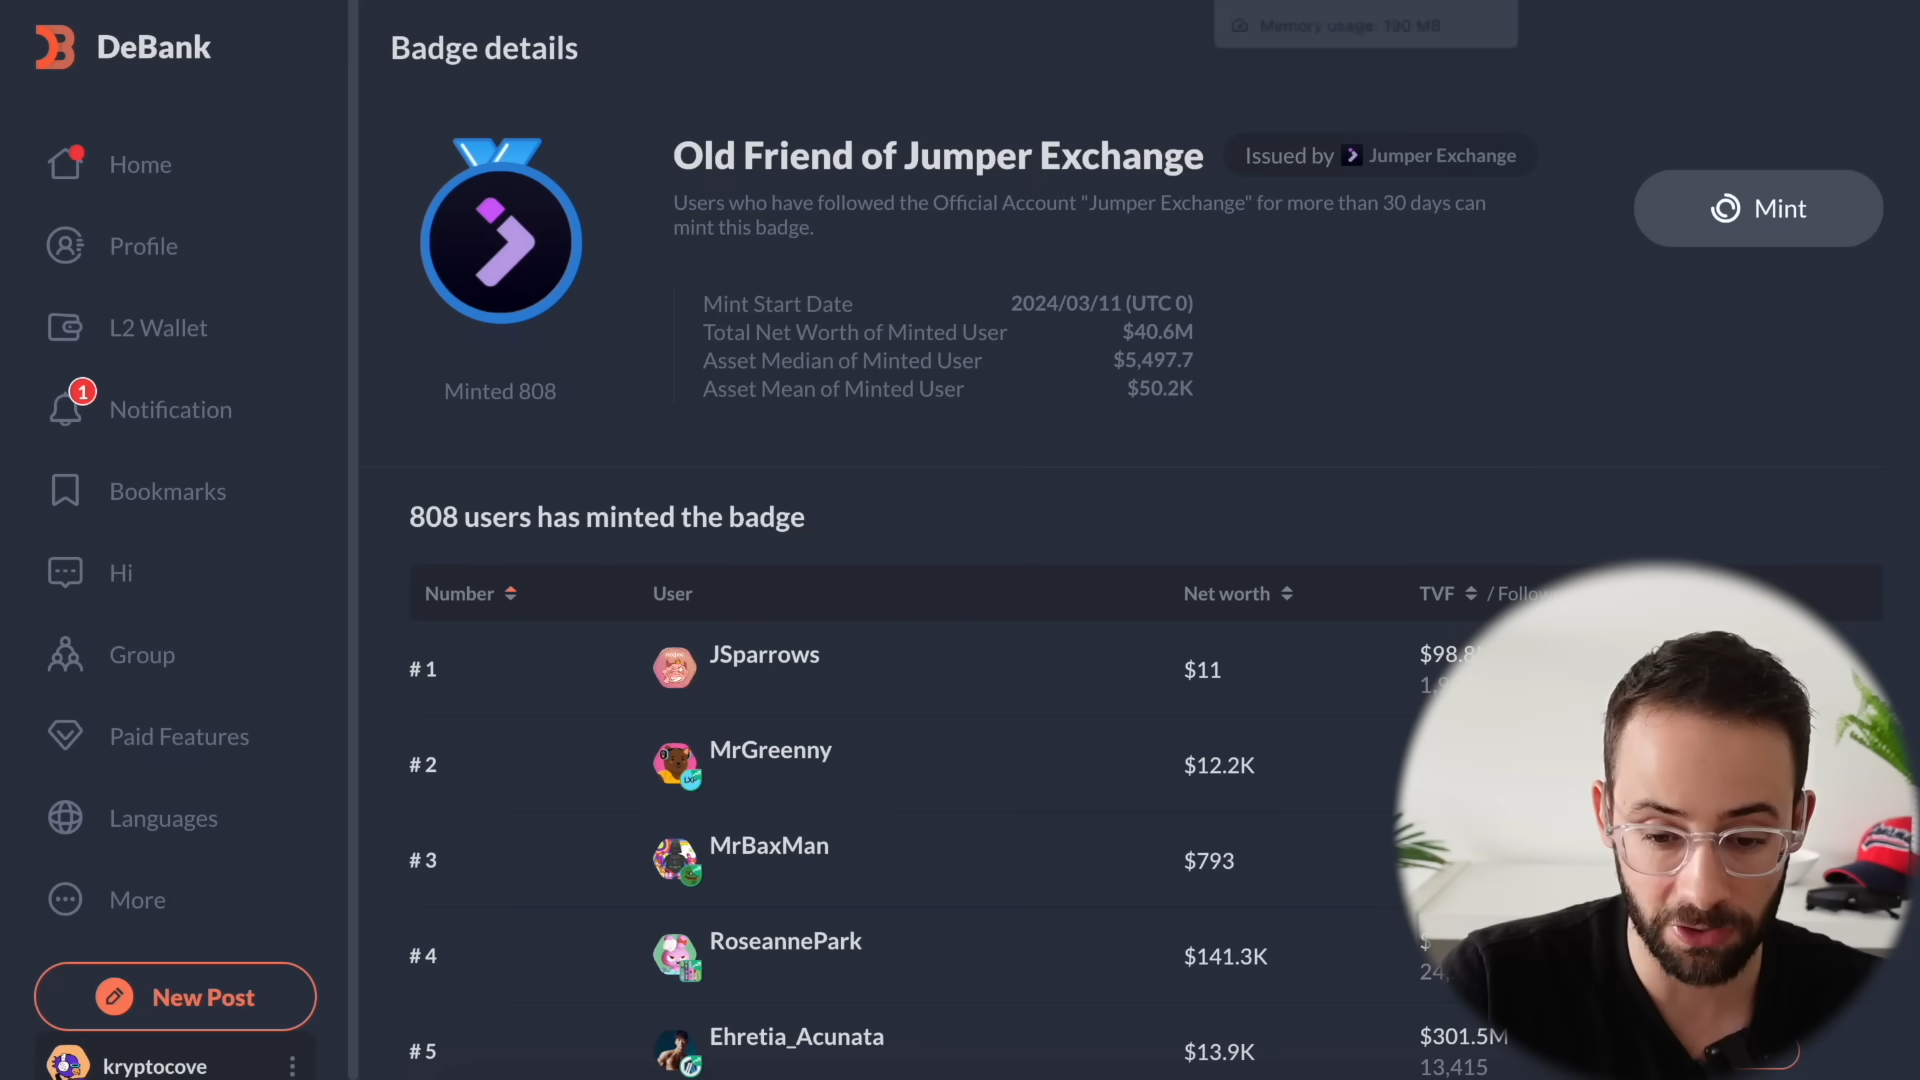 DeBank
Badge details
Memory usage: 190 MB
Home
Profile
L2 Wallet
1
Notification
Bookmarks
Hi
Group
Paid Features
Languages
More
New Post
kryptocove
Old Friend of Jumper Exchange
Issued by Jumper Exchange
Users who have followed the Official Account "Jumper Exchange" for more than 30 days can
mint this badge.
Mint
Mint Start Date 2024/03/11 (UTC 0)
Total Net Worth of Minted User $40.6M
Asset Median of Minted User $5,497.7
Asset Mean of Minted User $50.2K
Minted 808
808 users has minted the badge
Number User Net worth TVF /
#1 JSparrows $11
#2 MrGreenny $12.2K
#3 MrBaxMan $793
#4 RoseannePark $141.3K
#5 Ehretia_Acunata $13.9K $301.5M
13,415